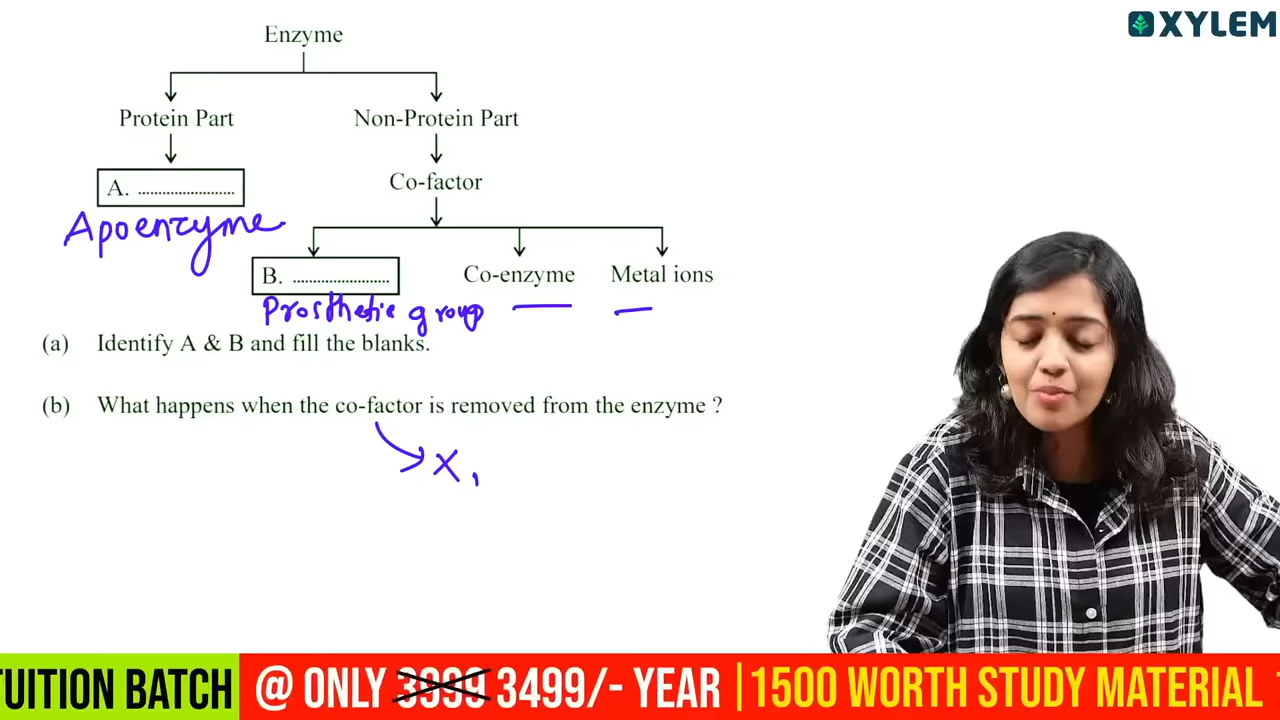 XYLEM
Enzyme
Protein Part Non-Protein Part
A. ........................
Co-factor
Apoenzyme
B. ........................ Co-enzyme Metal ions
Prosthetic group
(a) Identify A & B and fill the blanks.
(b) What happens when the co-factor is removed from the enzyme ?
X,
TUITION BATCH @ ONLY 3999 3499/- YEAR | 1500 WORTH STUDY MATERIAL